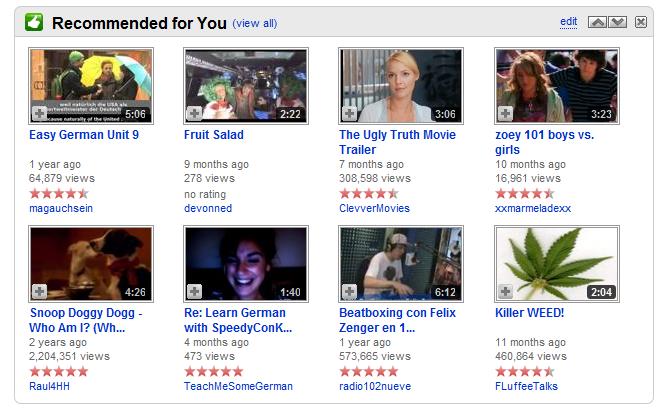 Recommended for You (view all)
edit
weil natürlich die USA als
because naturally of the United
5:06
2:22
3:06
3:23
Easy German Unit 9
1 year ago
64,879 views
magauchsein
Fruit Salad
9 months ago
278 views
no rating
devonned
The Ugly Truth Movie
Trailer
7 months ago
308,598 views
ClevverMovies
zoey 101 boys vs.
girls
10 months ago
16,961 views
xxmarmeladexx
4:26
1:40
6:12
2:04
Snoop Doggy Dogg -
Who Am I? (Wh...
2 years ago
2,204,351 views
Raul4HH
Re: Learn German
with SpeedyConK...
4 months ago
473 views
TeachMeSomeGerman
Beatboxing con Felix
Zenger en 1...
1 year ago
573,665 views
radio102nueve
Killer WEED!
11 months ago
460,864 views
FLuffeeTalks